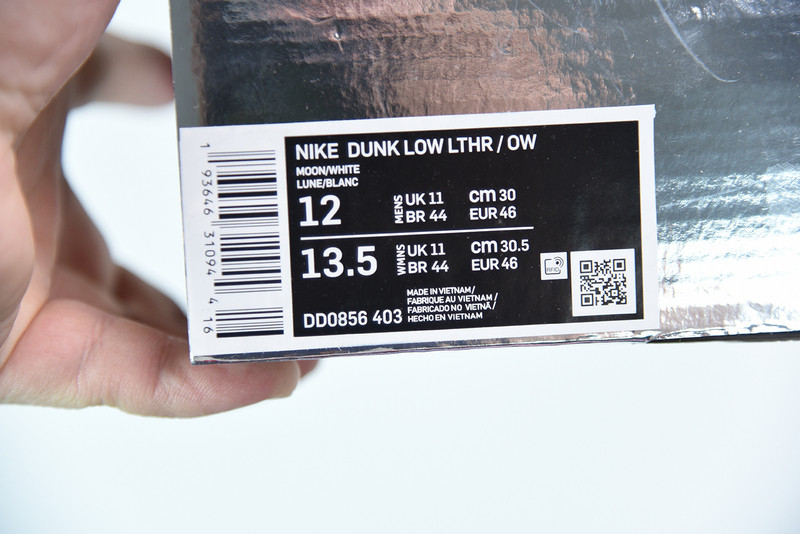 NIKE DUNK LOW LTHR / OW
MOON/WHITE
LUNE/BLANC
12 MENS UK 11 cm 30
BR 44 EUR 46
13.5 WMNS UK 11 cm 30.5
BR 44 EUR 46
RFID
DD0856 403
MADE IN VIETNAM/
FABRIQUE AU VIETNAM/
FABRICADO NO VIETNÃ/
HECHO EN VIETNAM
1 93646 31094 4 16